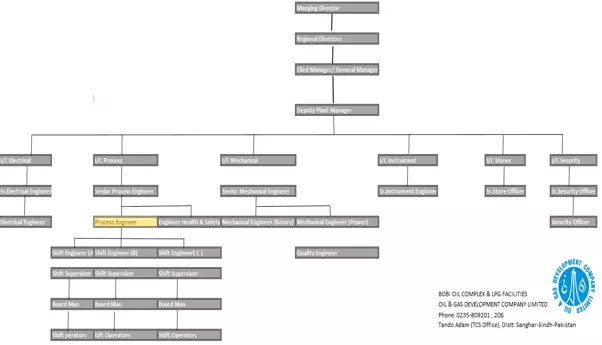 Manging Director
Regional Directors
Filed Manager/ General Manager
Deputy Plant Manager
I/C Electrical I/C Process I/C Mechanical I/C Instrument I/C Stores I/C Security
Sr.Electrical Engineer Senior Process Engineer Senior Mechanical Engineer Sr.Instrument Engineer Sr.Store Officer Sr.Security Officer
Electrical Engineer Process Engineer Engineer Health & Safety Mechanical Engineer (Rotary) Mechanical Engineer (Power) Security Officer
Shift Engineer (A Shift Engineer (B) Shift Engineer( C ) Quality Engineer
Shift Supervisor Shift Supervisor Shift Supervisor
Board Man Board Man Board Man
Shift perators hift Operators Shift Operators
BOBI OIL COMPLEX & LPG FACILITIES
OIL & GAS DEVELOPMENT COMPANY LIMITED
Phone; 0235-809201 , 206
Tando Adam (TCS Office), Distt: Sanghar-Sindh-Pakistan
OIL & GAS DEVELOPMENT COMPANY LIMITED